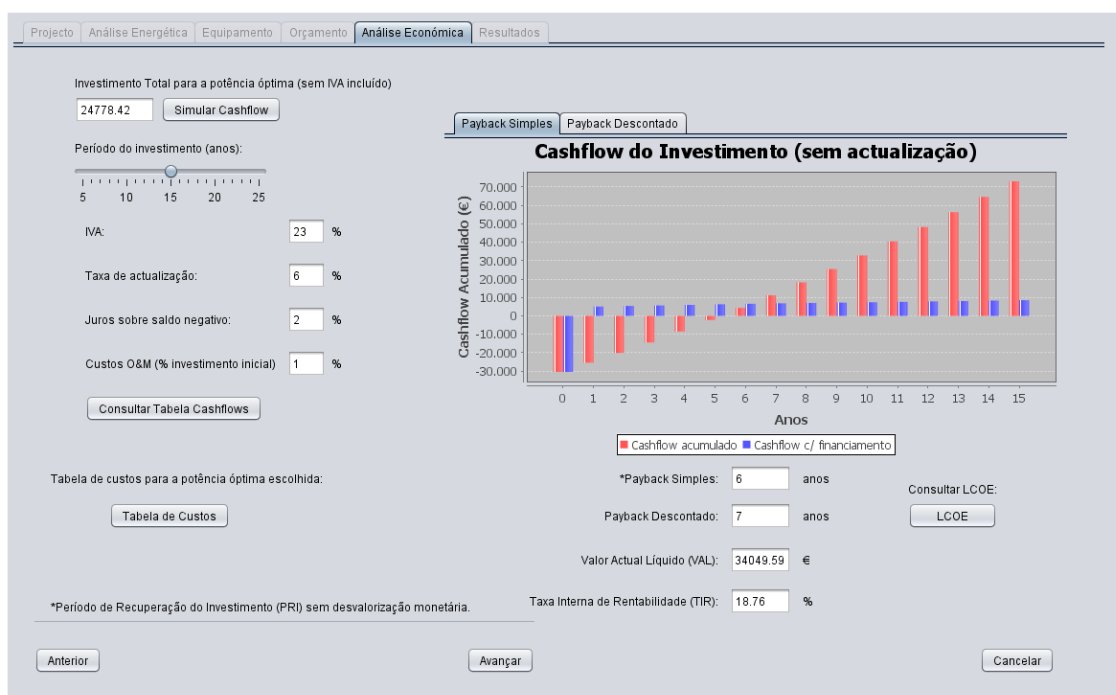 Projecto Análise Energética Equipamento Orçamento Análise Económica Resultados
Investimento Total para a potência óptima (sem IVA incluído)
24778.42 Simular Cashflow
Período do investimento (anos):
5 10 15 20 25
IVA: 23 %
Taxa de actualização: 6 %
Juros sobre saldo negativo: 2 %
Custos O&M (% investimento inicial) 1 %
Consultar Tabela Cashflows
Tabela de custos para a potência óptima escolhida:
Tabela de Custos
*Período de Recuperação do Investimento (PRI) sem desvalorização monetária.
Payback Simples Payback Descontado
Cashflow do Investimento (sem actualização)
Cashflow Acumulado (€)
70.000
60.000
50.000
40.000
30.000
20.000
10.000
0
-10.000
-20.000
-30.000
0 1 2 3 4 5 6 7 8 9 10 11 12 13 14 15
Anos
Cashflow acumulado Cashflow c/ financiamento
*Payback Simples: 6 anos
Payback Descontado: 7 anos
Valor Actual Líquido (VAL): 34049.59 €
Taxa Interna de Rentabilidade (TIR): 18.76 %
Consultar LCOE:
LCOE
Anterior Avançar Cancelar